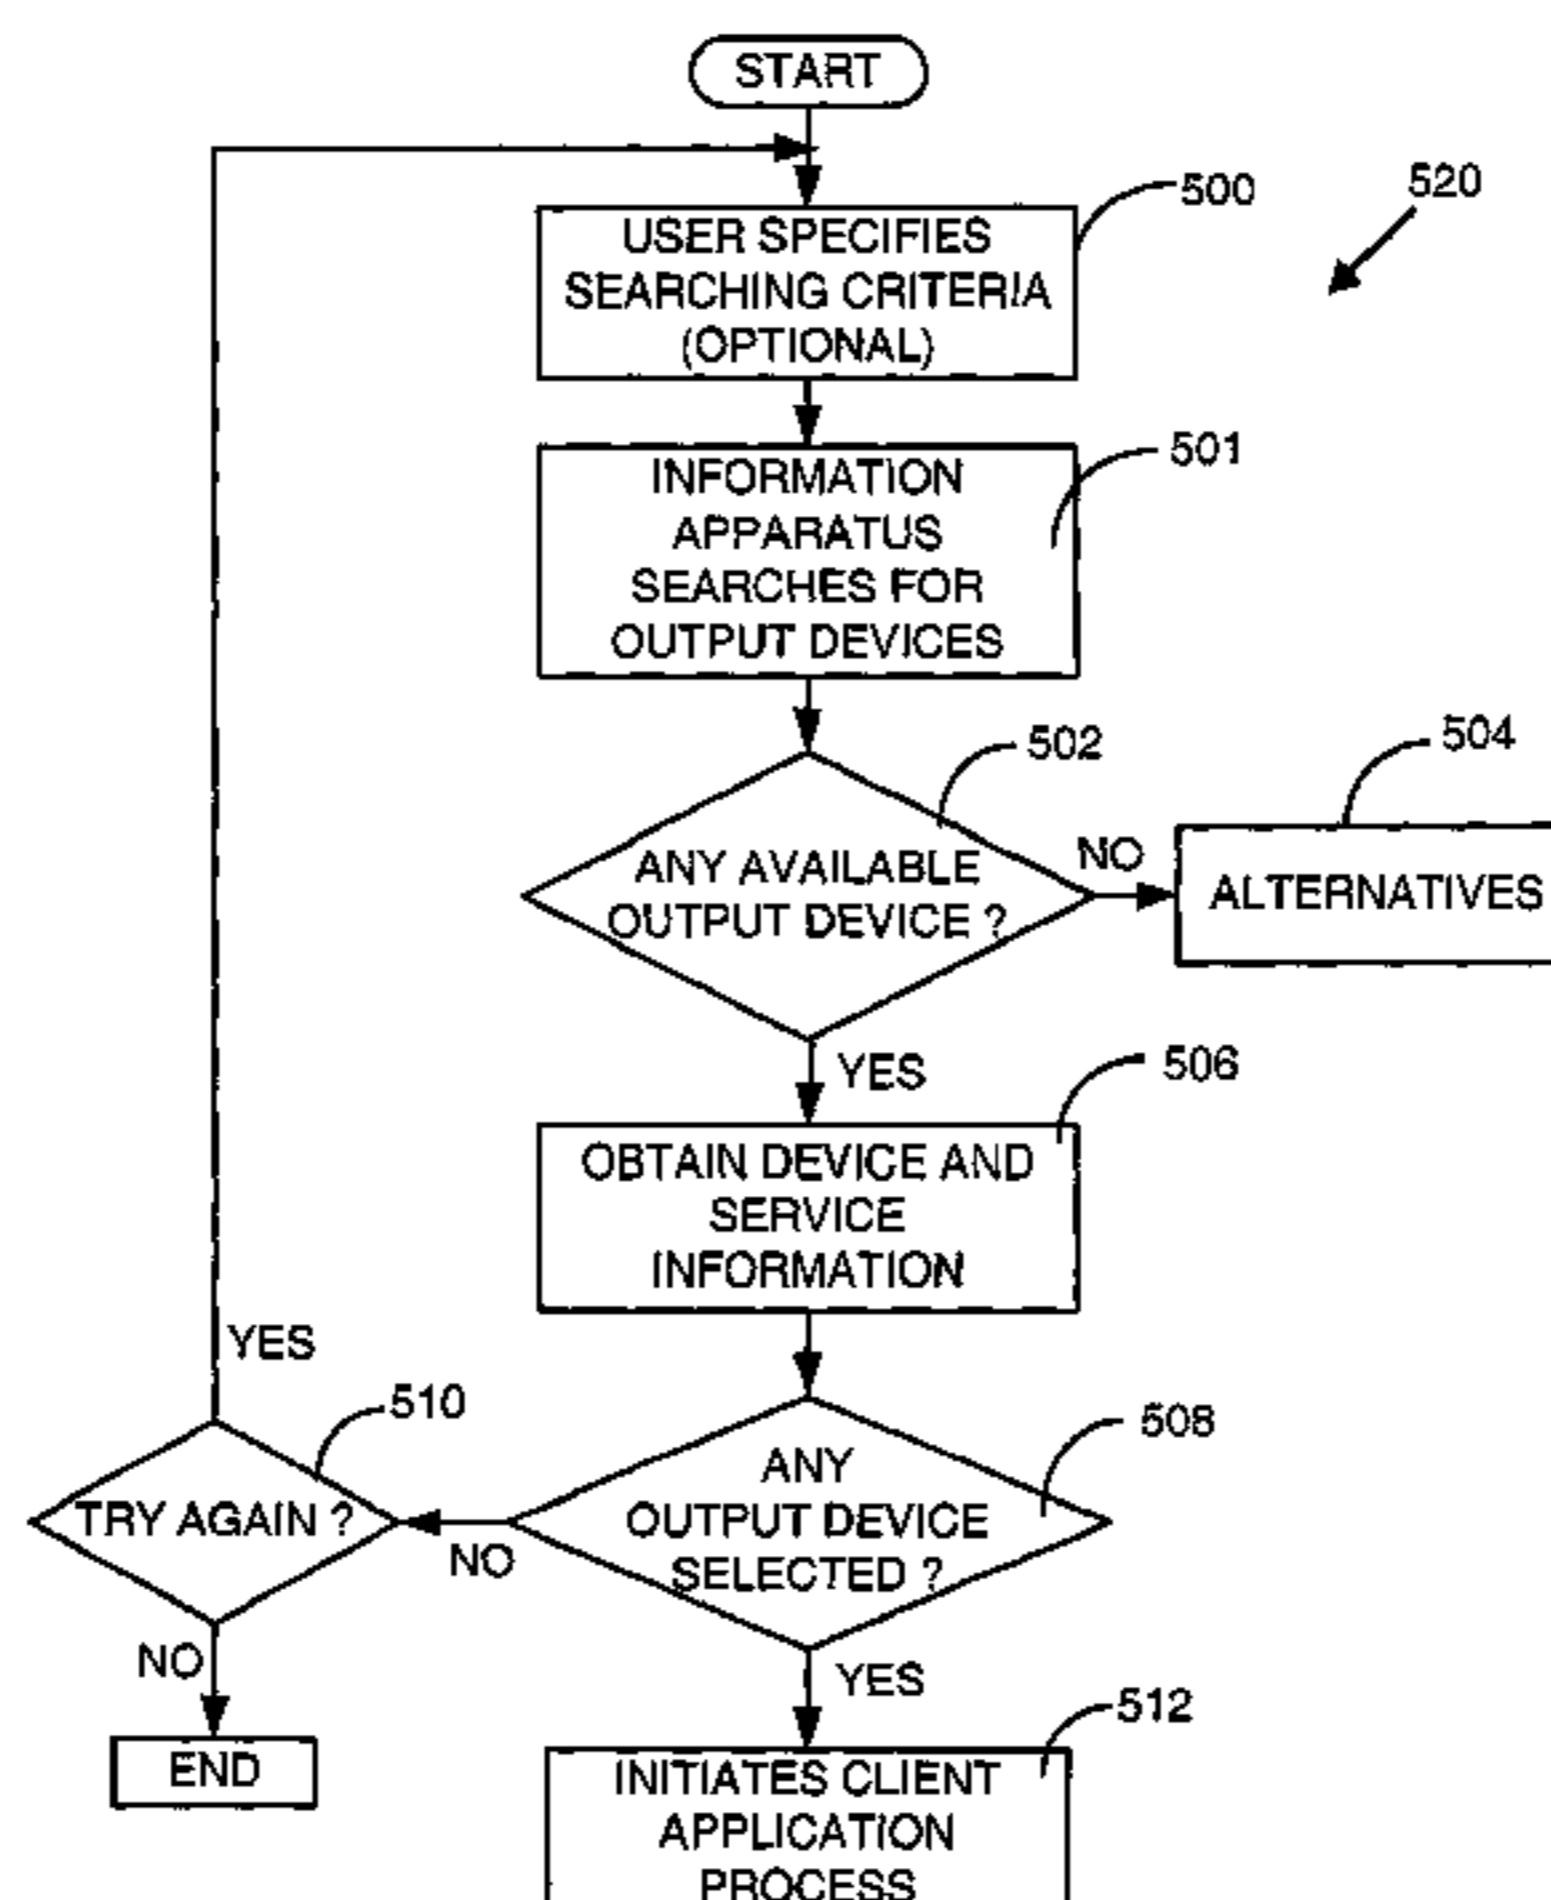 START
500
520
USER SPECIFIES
SEARCHING CRITERIA
(OPTIONAL)
501
INFORMATION
APPARATUS
SEARCHES FOR
OUTPUT DEVICES
502
504
ANY AVAILABLE
OUTPUT DEVICE ?
NO
ALTERNATIVES
YES
506
OBTAIN DEVICE AND
SERVICE
INFORMATION
YES
510
508
TRY AGAIN ?
NO
ANY
OUTPUT DEVICE
SELECTED ?
NO
YES
512
END
INITIATES CLIENT
APPLICATION
PROCESS